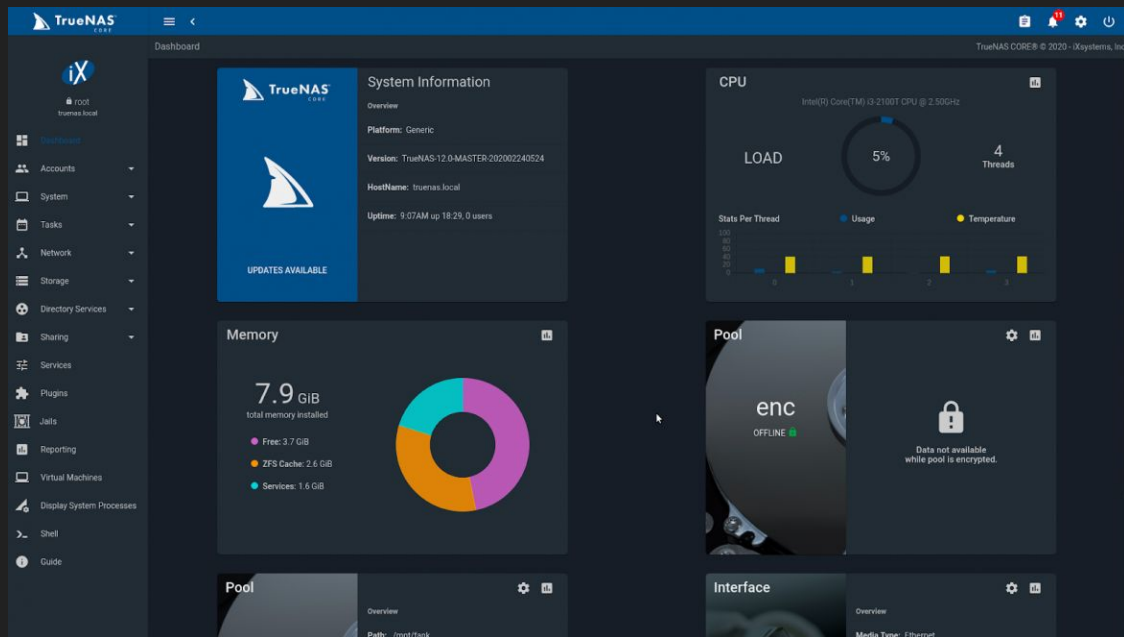 TrueNAS
CORE
11
Dashboard
TrueNAS CORE® © 2020 - iXsystems, Inc
iX
root
truenas.local
Dashboard
Accounts
System
Tasks
Network
Storage
Directory Services
Sharing
Services
Plugins
Jails
Reporting
Virtual Machines
Display System Processes
Shell
Guide
TrueNAS
CORE
UPDATES AVAILABLE
System Information
Overview
Platform: Generic
Version: TrueNAS-12.0-MASTER-202002240524
HostName: truenas.local
Uptime: 9:07AM up 18:29, 0 users
CPU
Intel(R) Core(TM) i3-2100T CPU @ 2.50GHz
LOAD
5%
4
Threads
Stats Per Thread
Usage
Temperature
100
80
60
40
20
0
0 1 2 3
Memory
7.9 GiB
total memory installed
Free: 3.7 GiB
ZFS Cache: 2.6 GiB
Services: 1.6 GiB
Pool
enc
OFFLINE
Data not available
while pool is encrypted.
Pool
Overview
Path: /mnt/tank
Interface
Overview
Media Type: Ethernet